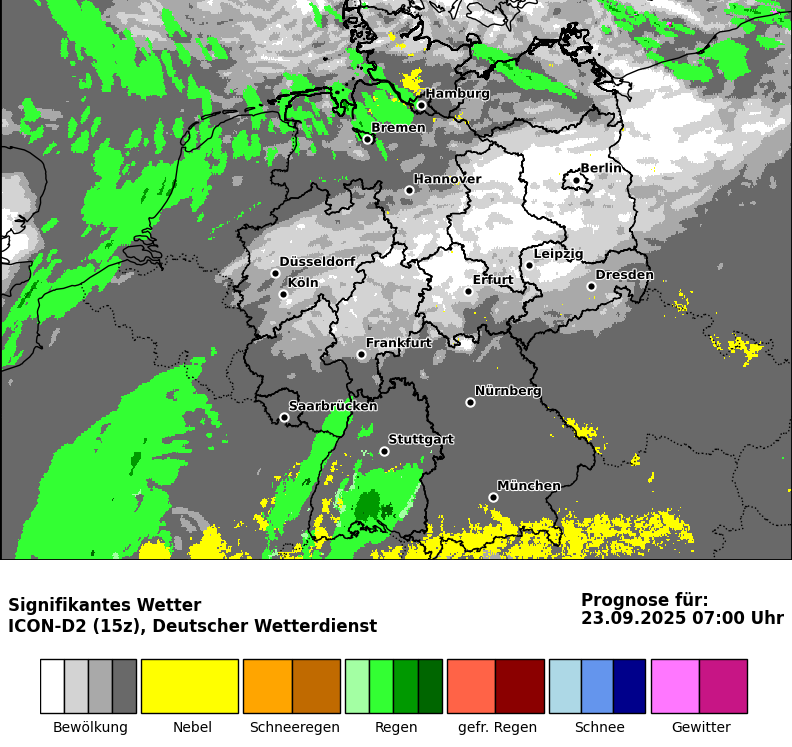 Hamburg
Bremen
Berlin
Hannover
Leipzig
Düsseldorf
Dresden
Köln
Erfurt
Frankfurt
Nürnberg
Saarbrücken
Stuttgart
München
Signifikantes Wetter
ICON-D2 (15z), Deutscher Wetterdienst
Prognose für:
23.09.2025 07:00 Uhr
Bewölkung Nebel Schneeregen Regen gefr. Regen Schnee Gewitter